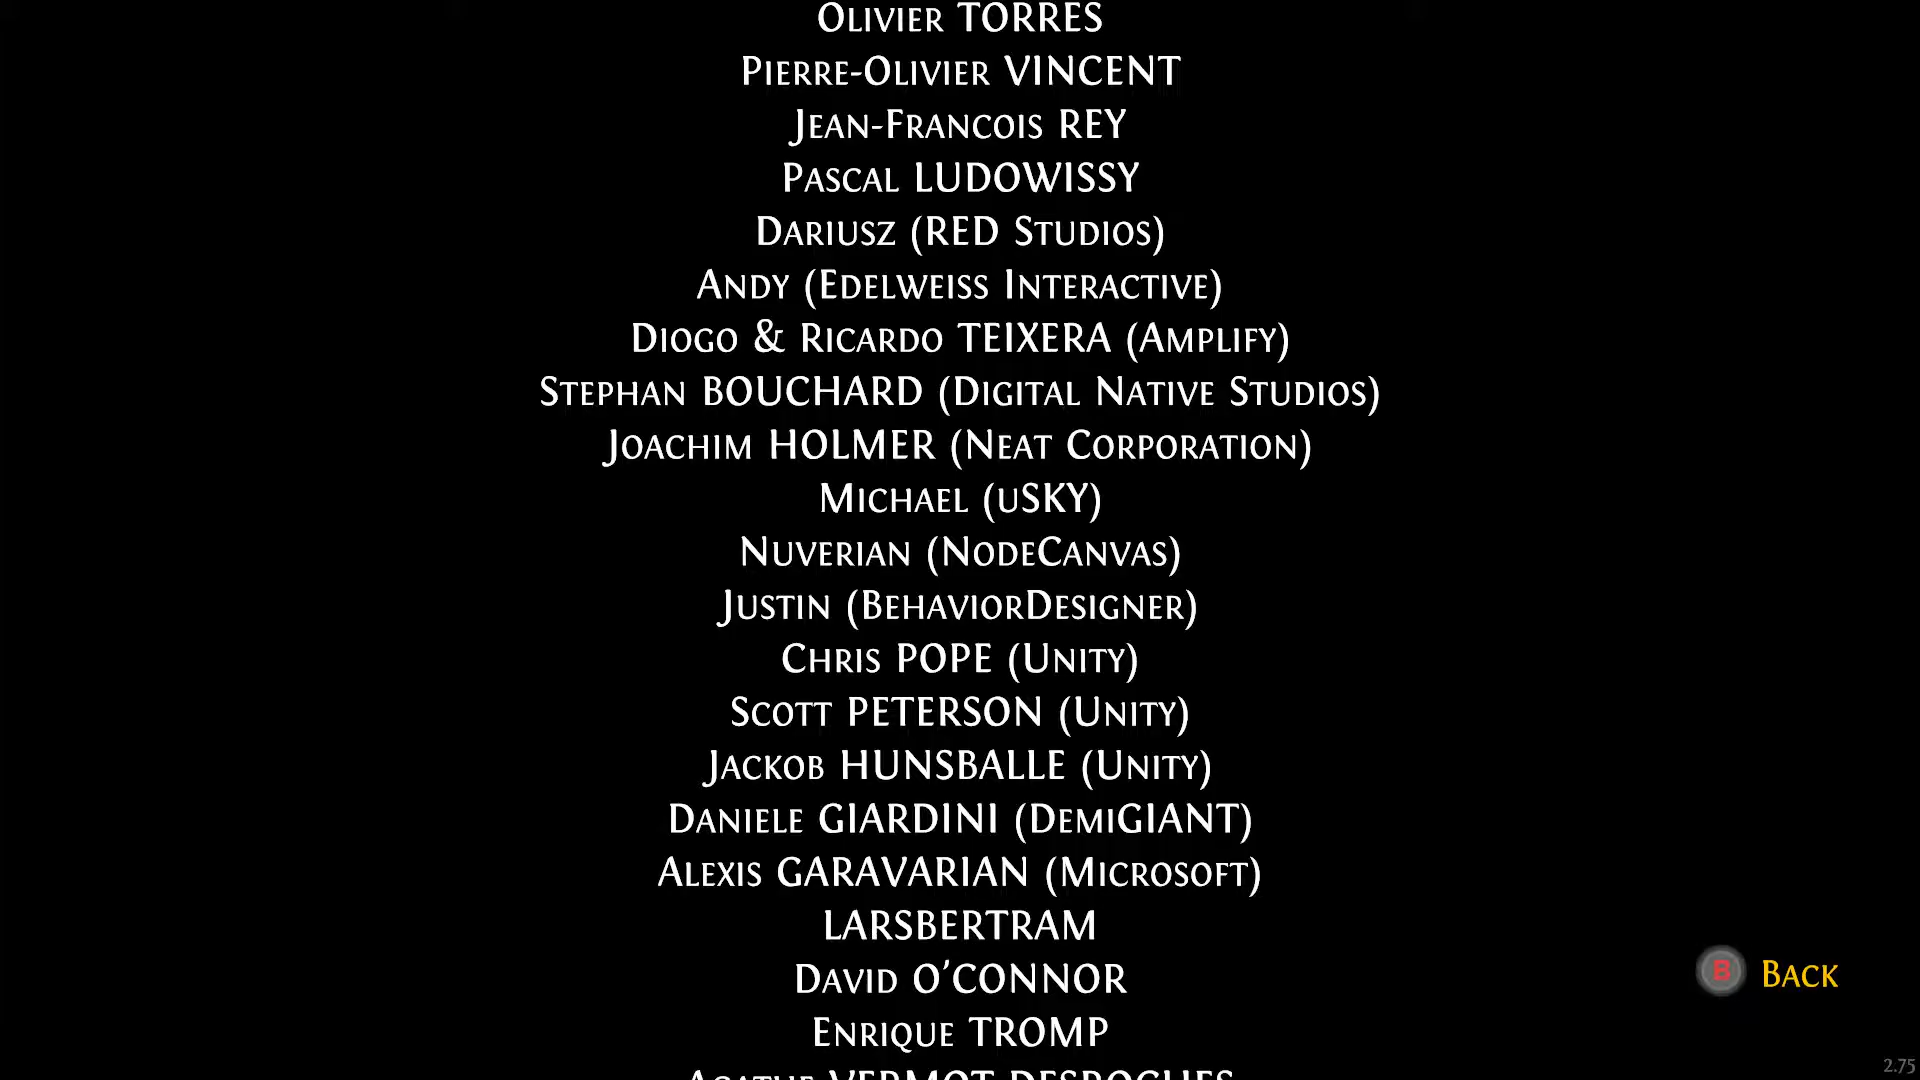 Olivier TORRES
Pierre-Olivier VINCENT
Jean-Francois REY
Pascal LUDOWISSY
Dariusz (RED Studios)
Andy (Edelweiss Interactive)
Diogo & Ricardo TEIXERA (Amplify)
Stephan BOUCHARD (Digital Native Studios)
Joachim HOLMER (Neat Corporation)
Michael (uSKY)
Nuverian (NodeCanvas)
Justin (BehaviorDesigner)
Chris POPE (Unity)
Scott PETERSON (Unity)
Jackob HUNSBALLE (Unity)
Daniele GIARDINI (DemiGIANT)
Alexis GARAVARIAN (Microsoft)
LARSBERTRAM
David O'CONNOR
B Back
Enrique TROMP
Agathe VERMOT DESROCHES
2.75